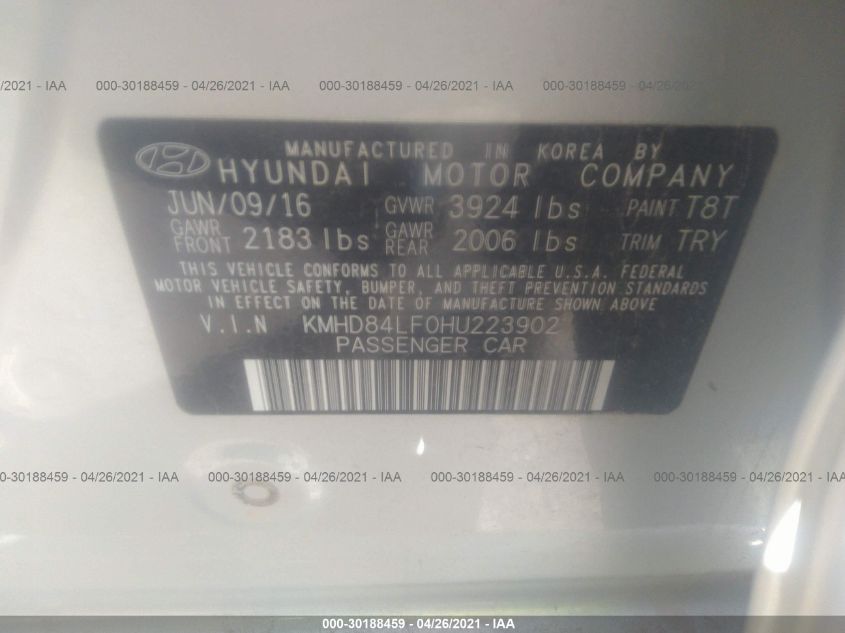 /2021 - IAA 000-30188459 - 04/26/2021 - IAA 000-30188459 - 04/26/2021 - IAA 000-30188459 - 04/26/2021
MANUFACTURED IN KOREA BY
HYUNDAI MOTOR COMPANY
JUN/09/16 GVWR 3924 lbs PAINT T8T
GAWR FRONT 2183 lbs GAWR REAR 2006 lbs TRIM TRY
THIS VEHICLE CONFORMS TO ALL APPLICABLE U.S.A. FEDERAL
MOTOR VEHICLE SAFETY, BUMPER, AND THEFT PREVENTION STANDARDS
IN EFFECT ON THE DATE OF MANUFACTURE SHOWN ABOVE
V.I.N KMHD84LF0HU223902
PASSENGER CAR
0-30188459 - 04/26/2021 - IAA 000-30188459 - 04/26/2021 - IAA 000-30188459 - 04/26/2021 - IAA 000-30188459 - 04/26/2021 - IAA
000-30188459 - 04/26/2021 - IAA